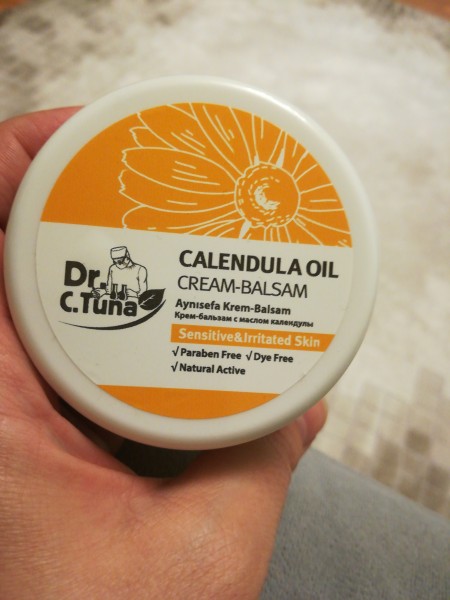 Dr.
C.Tuna
CALENDULA OIL
CREAM-BALSAM
Aynısefa Krem-Balsam
Крем-бальзам с маслом календулы
Sensitive&Irritated Skin
√ Paraben Free √ Dye Free
√ Natural Active